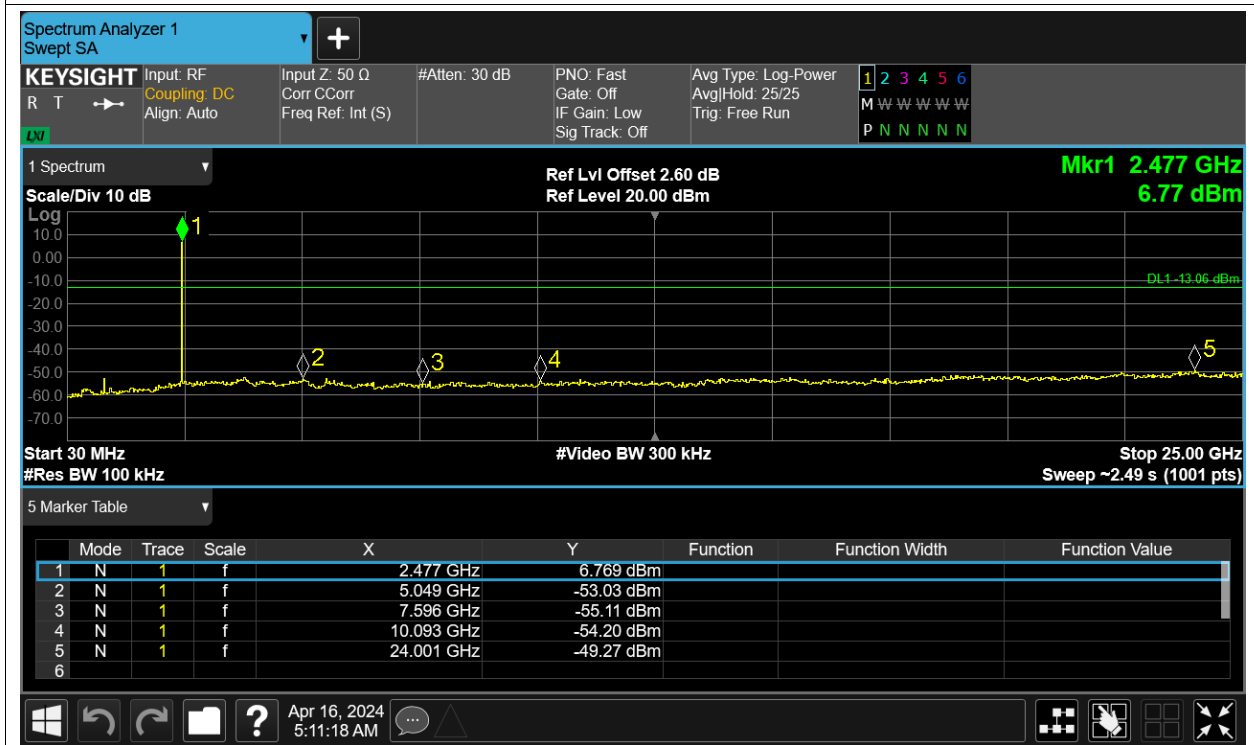 Spectrum Analyzer 1
Swept SA
KEYSIGHT
R T
LXI
Input: RF
Coupling: DC
Align: Auto
Input Z: 50 Ω
Corr CCorr
Freq Ref: Int (S)
#Atten: 30 dB
PNO: Fast
Gate: Off
IF Gain: Low
Sig Track: Off
Avg Type: Log-Power
Avg|Hold: 25/25
Trig: Free Run
1 2 3 4 5 6
M W W W W W
P N N N N N
1 Spectrum
Scale/Div 10 dB
Ref Lvl Offset 2.60 dB
Ref Level 20.00 dBm
Mkr1 2.477 GHz
6.77 dBm
Log
10.0
0.00
-10.0
-20.0
-30.0
-40.0
-50.0
-60.0
-70.0
1
2
3
4
5
DL1 -13.06 dBm
Start 30 MHz
#Res BW 100 kHz
#Video BW 300 kHz
Stop 25.00 GHz
Sweep ~2.49 s (1001 pts)
5 Marker Table
Mode Trace Scale X Y Function Function Width Function Value
1 N 1 f 2.477 GHz 6.769 dBm
2 N 1 f 5.049 GHz -53.03 dBm
3 N 1 f 7.596 GHz -55.11 dBm
4 N 1 f 10.093 GHz -54.20 dBm
5 N 1 f 24.001 GHz -49.27 dBm
6
?
Apr 16, 2024
5:11:18 AM